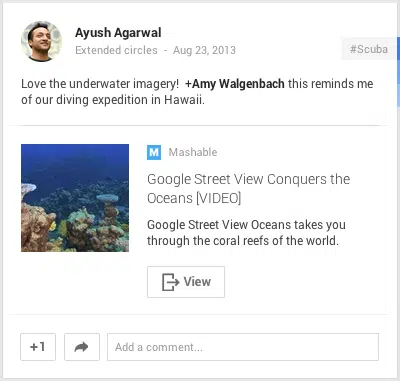 Ayush Agarwal
Extended circles - Aug 23, 2013
#Scuba
Love the underwater imagery! +Amy Walgenbach this reminds me
of our diving expedition in Hawaii.
M Mashable
Google Street View Conquers the
Oceans [VIDEO]
Google Street View Oceans takes you
through the coral reefs of the world.
View
+1
Add a comment...